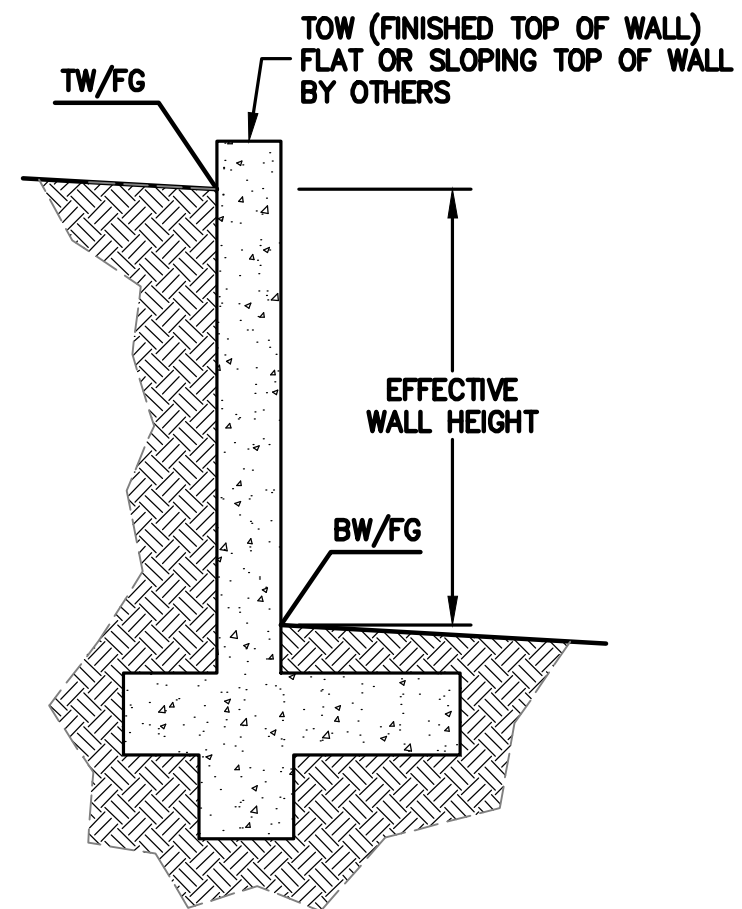 TOW (FINISHED TOP OF WALL)
FLAT OR SLOPING TOP OF WALL
BY OTHERS
TW/FG
EFFECTIVE
WALL HEIGHT
BW/FG